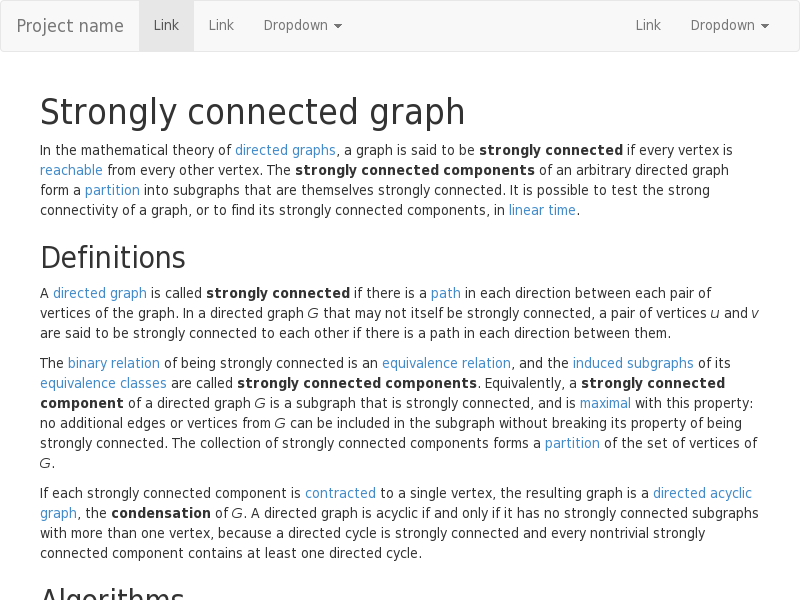 Project name Link Link Dropdown Link Dropdown
Strongly connected graph
In the mathematical theory of directed graphs, a graph is said to be strongly connected if every vertex is
reachable from every other vertex. The strongly connected components of an arbitrary directed graph
form a partition into subgraphs that are themselves strongly connected. It is possible to test the strong
connectivity of a graph, or to find its strongly connected components, in linear time.
Definitions
A directed graph is called strongly connected if there is a path in each direction between each pair of
vertices of the graph. In a directed graph G that may not itself be strongly connected, a pair of vertices u and v
are said to be strongly connected to each other if there is a path in each direction between them.
The binary relation of being strongly connected is an equivalence relation, and the induced subgraphs of its
equivalence classes are called strongly connected components. Equivalently, a strongly connected
component of a directed graph G is a subgraph that is strongly connected, and is maximal with this property:
no additional edges or vertices from G can be included in the subgraph without breaking its property of being
strongly connected. The collection of strongly connected components forms a partition of the set of vertices of
G.
If each strongly connected component is contracted to a single vertex, the resulting graph is a directed acyclic
graph, the condensation of G. A directed graph is acyclic if and only if it has no strongly connected subgraphs
with more than one vertex, because a directed cycle is strongly connected and every nontrivial strongly
connected component contains at least one directed cycle.
Algorithms